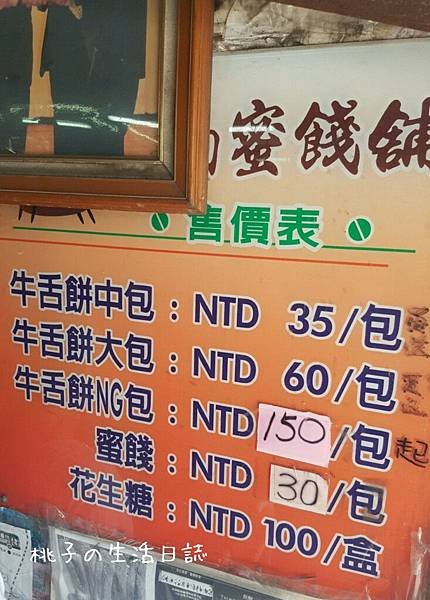 蜜餞舖
售價表
牛舌餅中包：NTD 35/包
牛舌餅大包：NTD 60/包
牛舌餅NG包：NTD 150/包起
蜜餞：NTD 30/包
花生糖：NTD 100/盒
桃子の生活日誌